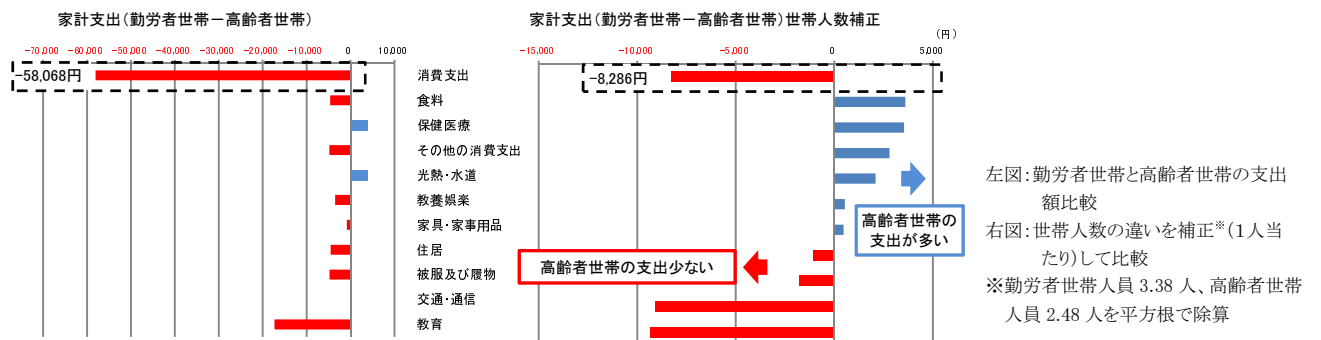 家計支出(勤労者世帯－高齢者世帯)
-70,000 -60,000 -50,000 -40,000 -30,000 -20,000 -10,000 0 10,000
-58,068円
消費支出
食料
保健医療
その他の消費支出
光熱・水道
教養娯楽
家具・家事用品
住居
被服及び履物
交通・通信
教育
家計支出(勤労者世帯－高齢者世帯)世帯人数補正
(円)
-15,000 -10,000 -5,000 0 5,000
-8,286円
高齢者世帯の
支出が多い
高齢者世帯の支出少ない
左図:勤労者世帯と高齢者世帯の支出
額比較
右図:世帯人数の違いを補正※(1人当
たり)して比較
※勤労者世帯人員 3.38 人、高齢者世帯
人員 2.48 人を平方根で除算